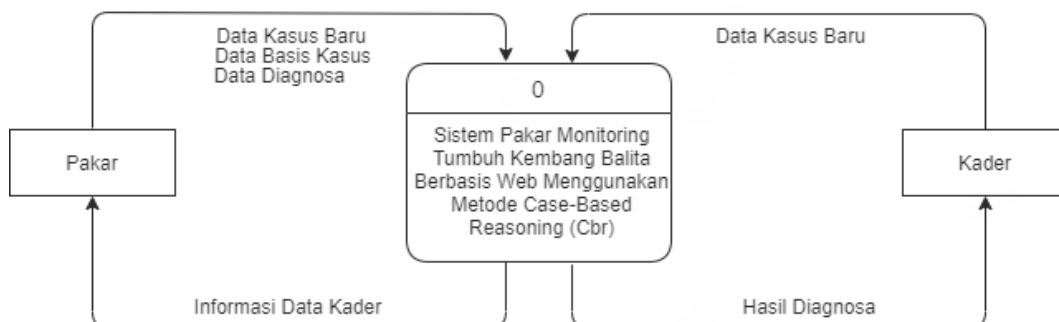 Data Kasus Baru
Data Basis Kasus
Data Diagnosa
Data Kasus Baru
0
Sistem Pakar Monitoring
Tumbuh Kembang Balita
Berbasis Web Menggunakan
Metode Case-Based
Reasoning (Cbr)
Pakar
Kader
Informasi Data Kader
Hasil Diagnosa